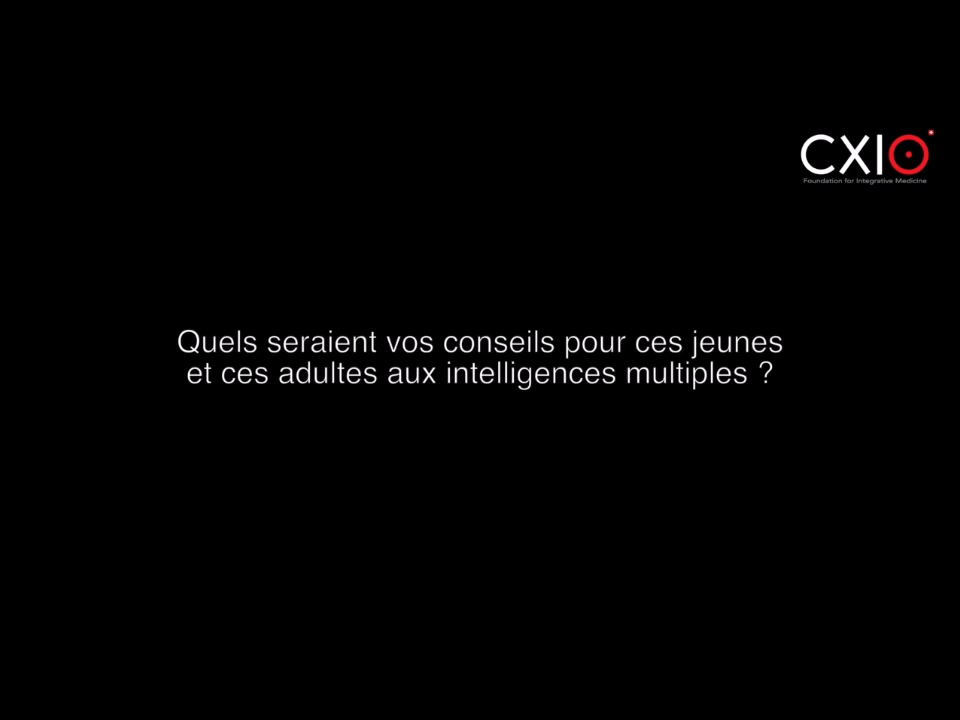 CXIO
Foundation for Integrative Medicine
Quels seraient vos conseils pour ces jeunes
et ces adultes aux intelligences multiples ?